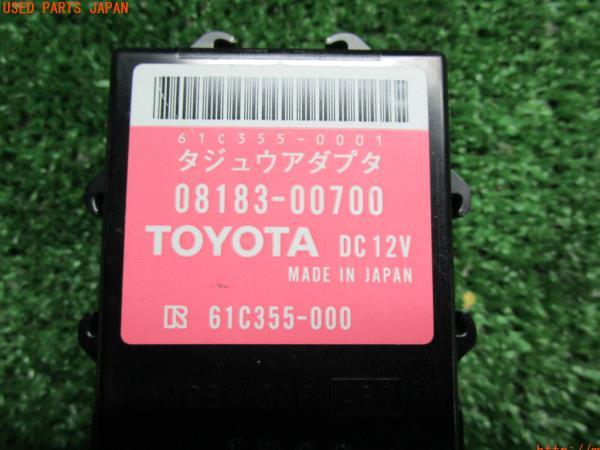 USED PARTS JAPAN
61C355-0001
タジュウアダプタ
08183-00700
TOYOTA DC12V
MADE IN JAPAN
R 61C355-000